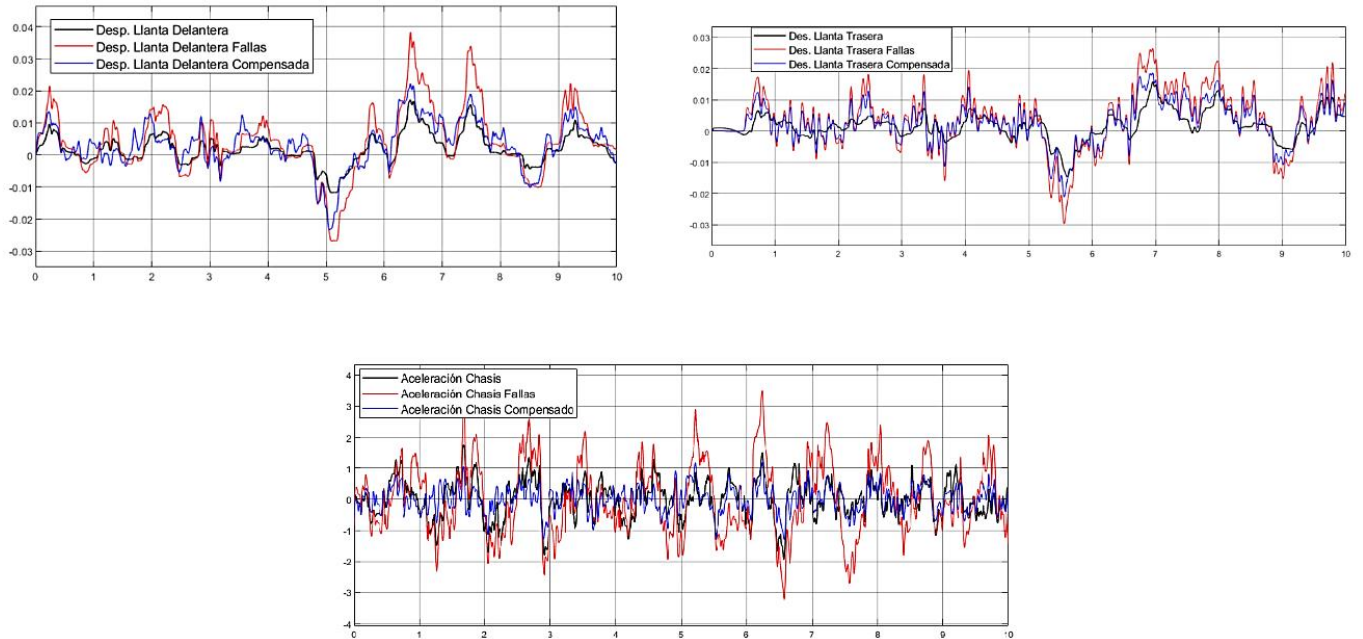 0.04
0.03
0.02
0.01
0
-0.01
-0.02
-0.03
Desp. Llanta Delantera
Desp. Llanta Delantera Fallas
Desp. Llanta Delantera Compensada
0 1 2 3 4 5 6 7 8 9 10
0.03
0.02
0.01
0
-0.01
-0.02
-0.03
Des. Llanta Trasera
Des. Llanta Trasera Fallas
Des. Llanta Trasera Compensada
0 1 2 3 4 5 6 7 8 9 10
4
3
2
1
0
-1
-2
-3
-4
Aceleración Chasis
Aceleración Chasis Fallas
Aceleración Chasis Compensado
0 1 2 3 4 5 6 7 8 9 10